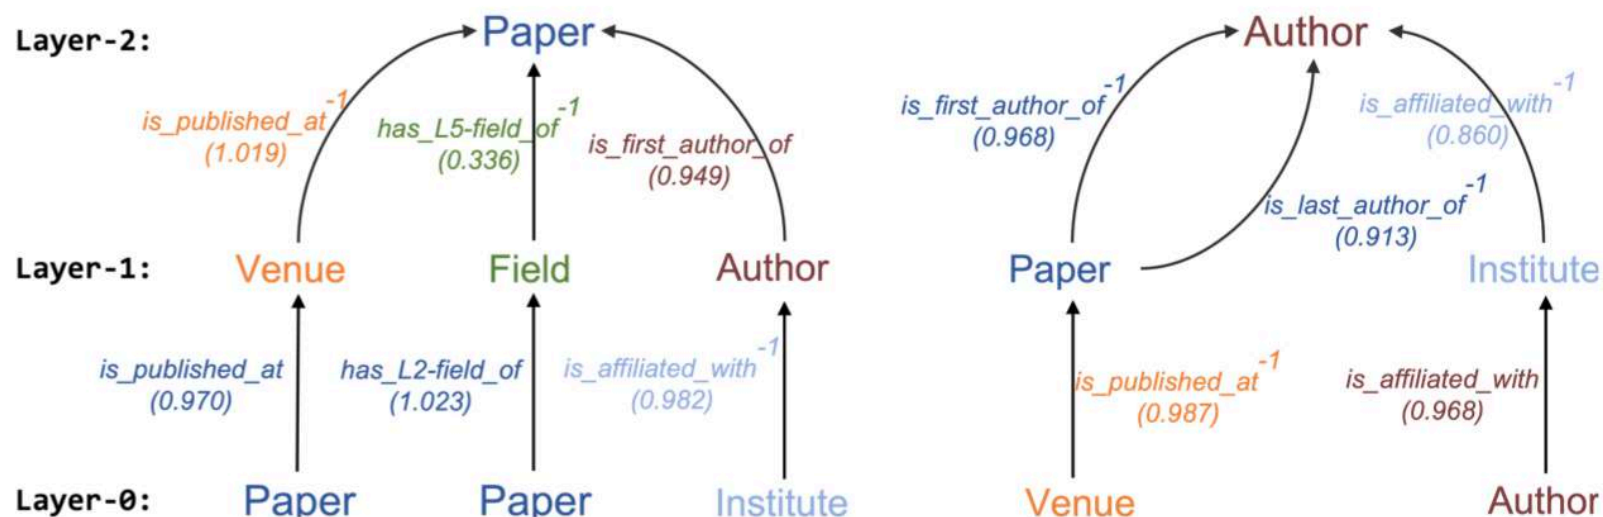 Layer-2: Paper Author
is_published_at-1 has_L5-field_of-1 is_first_author_of is_first_author_of-1 is_affiliated_with-1
(1.019) (0.336) (0.949) (0.968) (0.860)
is_last_author_of-1
(0.913)
Layer-1: Venue Field Author Paper Institute
is_published_at has_L2-field_of is_affiliated_with-1 is_published_at-1 is_affiliated_with
(0.970) (1.023) (0.982) (0.987) (0.968)
Layer-0: Paper Paper Institute Venue Author